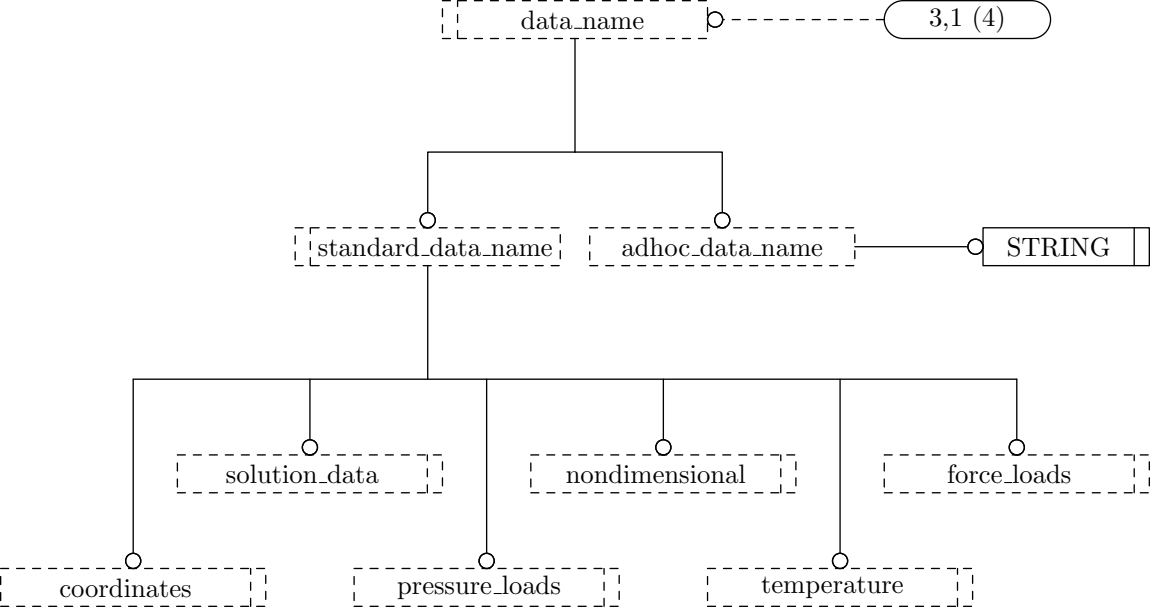 data_name
3,1 (4)
standard_data_name
adhoc_data_name
STRING
solution_data
nondimensional
force_loads
coordinates
pressure_loads
temperature